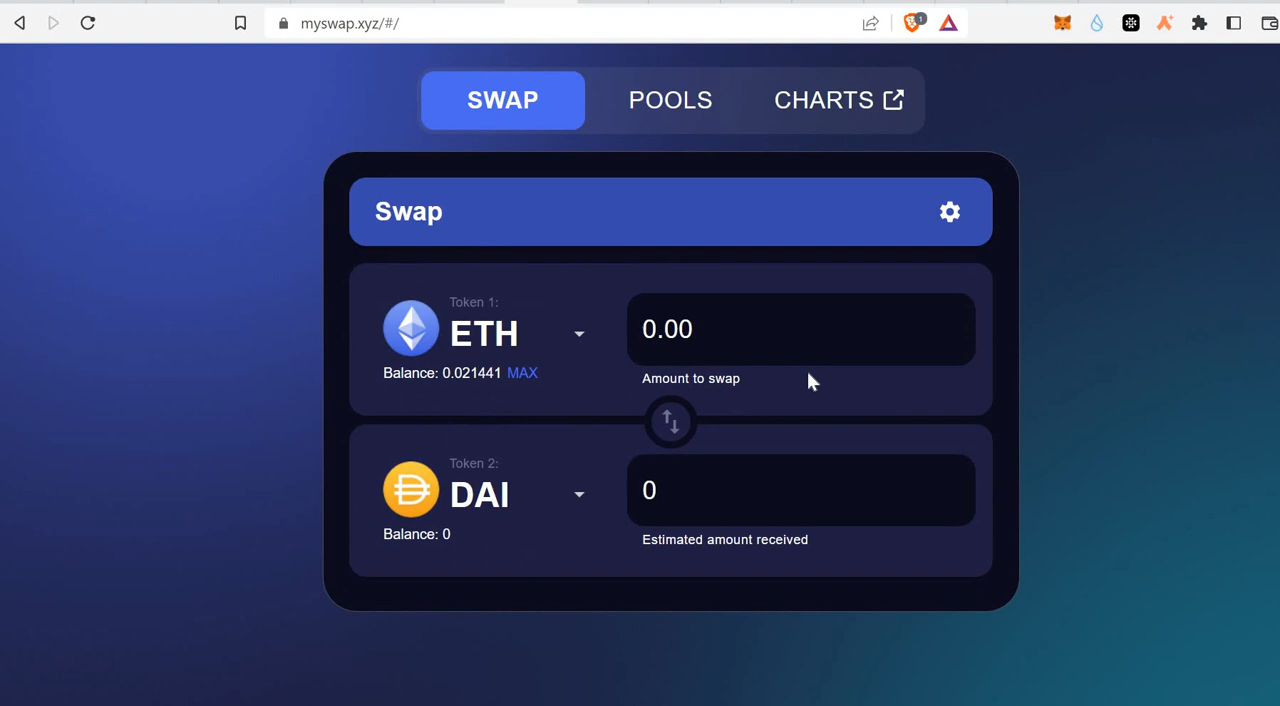 myswap.xyz/#/
1
SWAP
POOLS
CHARTS
Swap
Token 1:
ETH
Balance: 0.021441 MAX
0.00
Amount to swap
Token 2:
DAI
Balance: 0
0
Estimated amount received